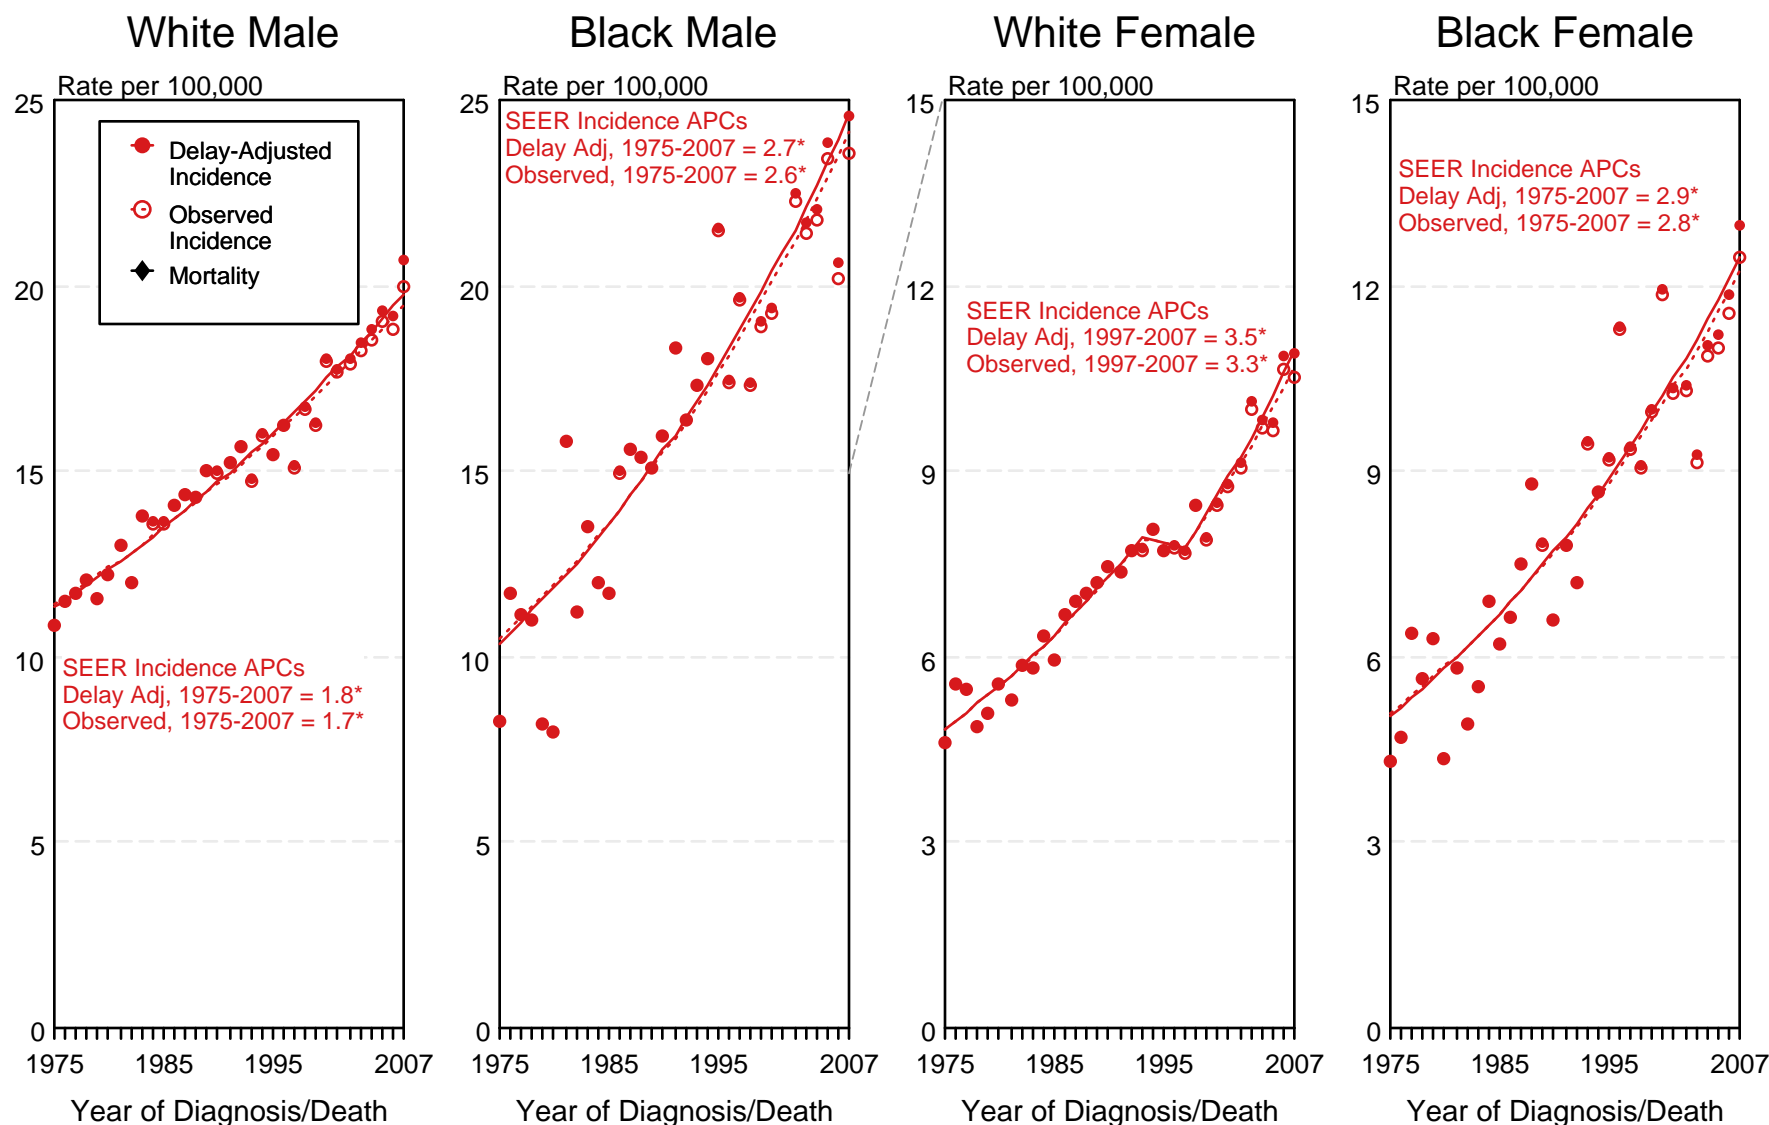 White Male
Rate per 100,000
25
20
15
10
5
0
Delay-Adjusted
Incidence
Observed
Incidence
Mortality
SEER Incidence APCs
Delay Adj, 1975-2007 = 1.8*
Observed, 1975-2007 = 1.7*
1975 1985 1995 2007
Year of Diagnosis/Death
Black Male
Rate per 100,000
25
20
15
10
5
0
SEER Incidence APCs
Delay Adj, 1975-2007 = 2.7*
Observed, 1975-2007 = 2.6*
1975 1985 1995 2007
Year of Diagnosis/Death
White Female
Rate per 100,000
15
12
9
6
3
0
SEER Incidence APCs
Delay Adj, 1997-2007 = 3.5*
Observed, 1997-2007 = 3.3*
1975 1985 1995 2007
Year of Diagnosis/Death
Black Female
Rate per 100,000
15
12
9
6
3
0
SEER Incidence APCs
Delay Adj, 1975-2007 = 2.9*
Observed, 1975-2007 = 2.8*
1975 1985 1995 2007
Year of Diagnosis/Death